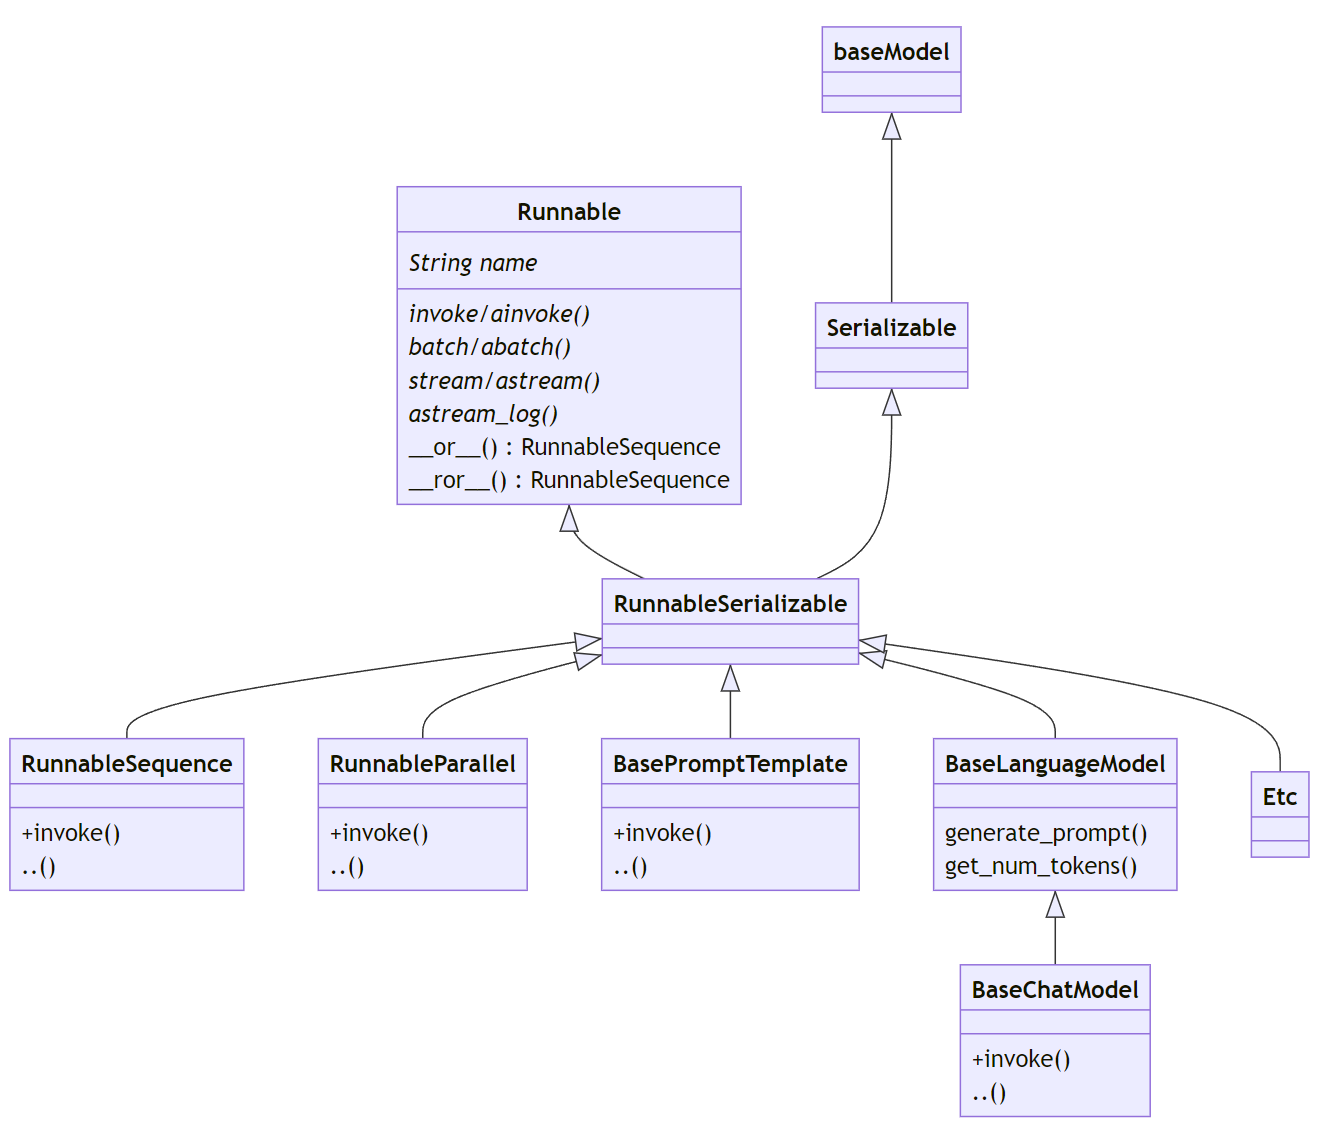 baseModel
Runnable
String name
invoke/ainvoke()
batch/abatch()
stream/astream()
astream_log()
__or__() : RunnableSequence
__ror__() : RunnableSequence
Serializable
RunnableSerializable
RunnableSequence
+invoke()
..()
RunnableParallel
+invoke()
..()
BasePromptTemplate
+invoke()
..()
BaseLanguageModel
generate_prompt()
get_num_tokens()
Etc
BaseChatModel
+invoke()
..()